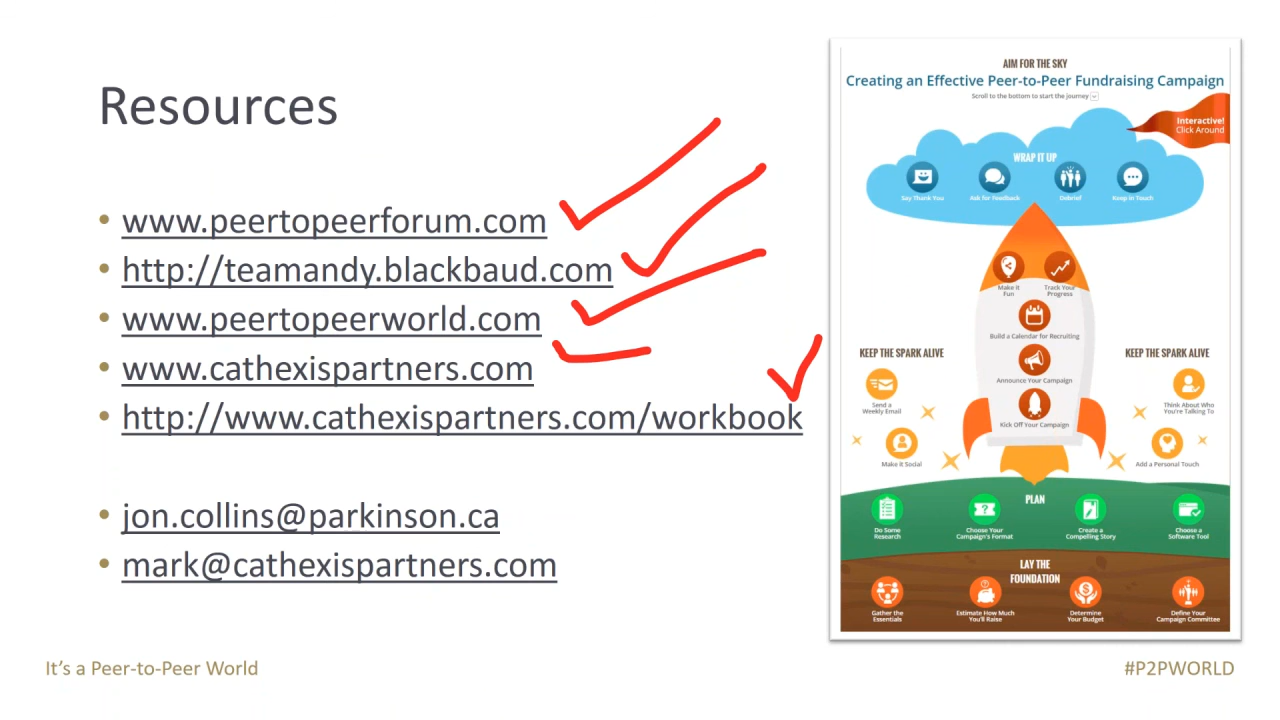 Resources
• www.peertopeerforum.com
• http://teamandy.blackbaud.com
• www.peertopeerworld.com
• www.cathexispartners.com
• http://www.cathexispartners.com/workbook
• jon.collins@parkinson.ca
• mark@cathexispartners.com
AIM FOR THE SKY
Creating an Effective Peer-to-Peer Fundraising Campaign
Scroll to the bottom to start the journey
Interactive!
Click Around
WRAP IT UP
Say Thank You Ask for Feedback Debrief Keep in Touch
Make it Fun
Track Your Progress
Build a Calendar for Recruiting
Announce Your Campaign
Kick Off Your Campaign
KEEP THE SPARK ALIVE
Send a
Weekly Email
Make it Social
KEEP THE SPARK ALIVE
Think About Who
You're Talking To
Add a Personal Touch
PLAN
Do Some
Research
Choose Your
Campaign's Format
Create a
Compelling Story
Choose a
Software Tool
LAY THE
FOUNDATION
Gather the
Essentials
Estimate How Much
You'll Raise
Determine
Your Budget
Define Your
Campaign Committee
It's a Peer-to-Peer World
#P2PWORLD